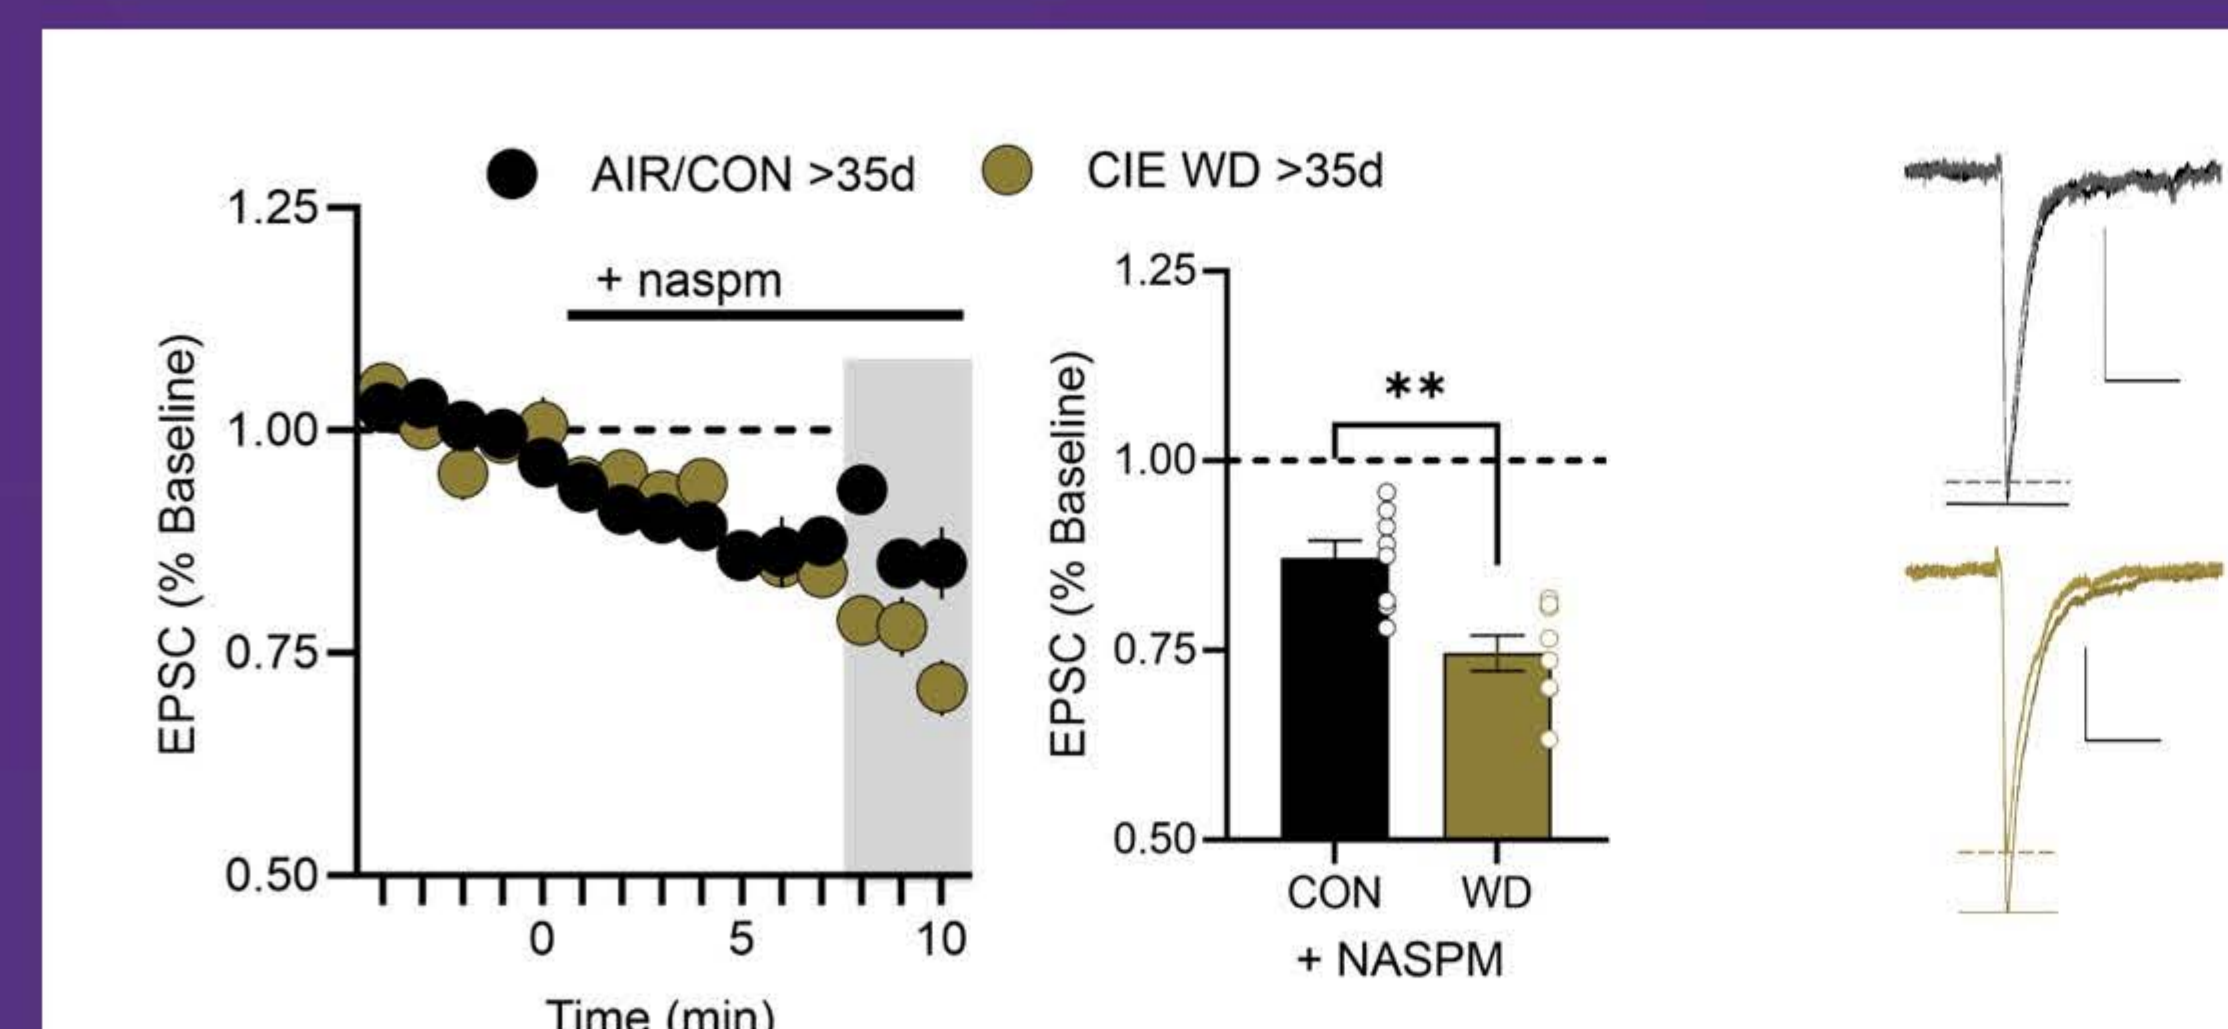 AIR/CON >35d
CIE WD >35d
+ naspm
EPSC (% Baseline)
1.25
1.00
0.75
0.50
0
5
10
Time (min)
EPSC (% Baseline)
1.25
1.00
0.75
0.50
**
CON
WD
+ NASPM